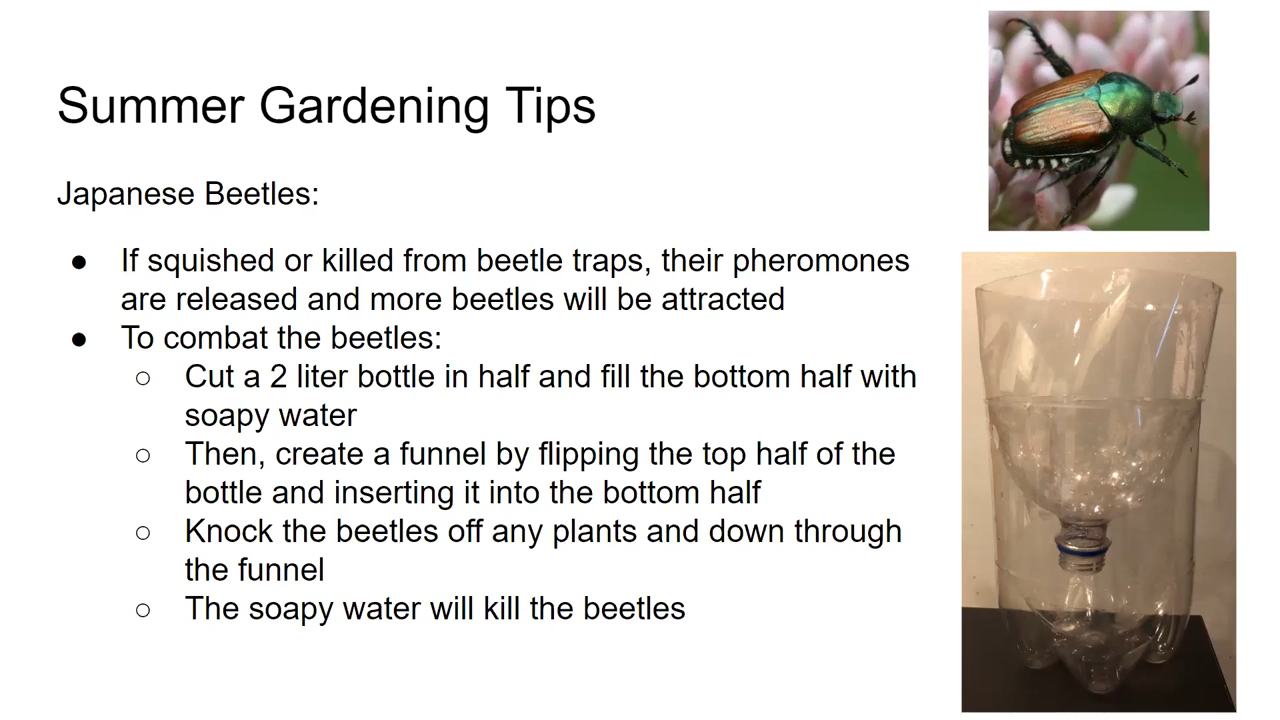 Summer Gardening Tips
Japanese Beetles:
● If squished or killed from beetle traps, their pheromones
are released and more beetles will be attracted
● To combat the beetles:
○ Cut a 2 liter bottle in half and fill the bottom half with
soapy water
○ Then, create a funnel by flipping the top half of the
bottle and inserting it into the bottom half
○ Knock the beetles off any plants and down through
the funnel
○ The soapy water will kill the beetles